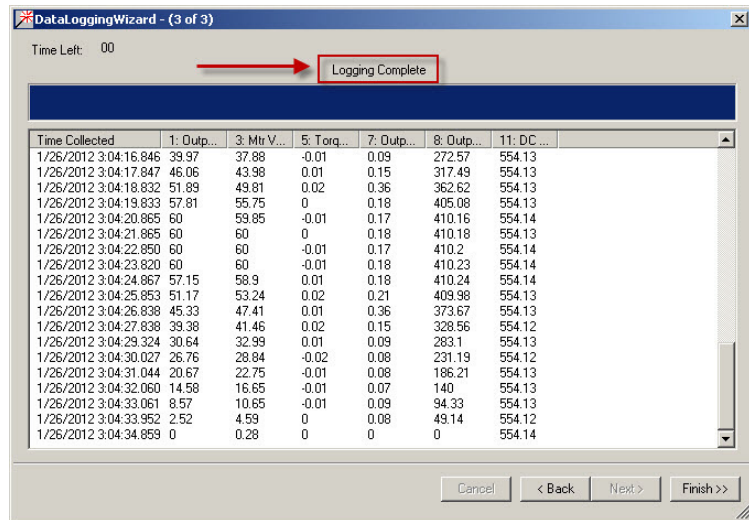 DataLoggingWizard - (3 of 3)
Time Left: 00
Logging Complete
Time Collected 1: Outp... 3: Mtr V... 5: Torq... 7: Outp... 8: Outp... 11: DC ...
1/26/2012 3:04:16.846 39.97 37.88 -0.01 0.09 272.57 554.13
1/26/2012 3:04:17.847 46.06 43.98 0.01 0.15 317.49 554.13
1/26/2012 3:04:18.832 51.89 49.81 0.02 0.36 362.62 554.13
1/26/2012 3:04:19.833 57.81 55.75 0 0.18 405.08 554.13
1/26/2012 3:04:20.865 60 59.85 -0.01 0.17 410.16 554.14
1/26/2012 3:04:21.865 60 60 0 0.18 410.18 554.13
1/26/2012 3:04:22.850 60 60 -0.01 0.17 410.2 554.14
1/26/2012 3:04:23.820 60 60 -0.01 0.18 410.23 554.14
1/26/2012 3:04:24.867 57.15 58.9 0.01 0.18 410.24 554.14
1/26/2012 3:04:25.853 51.17 53.24 0.02 0.21 409.98 554.13
1/26/2012 3:04:26.838 45.33 47.41 0.01 0.36 373.67 554.13
1/26/2012 3:04:27.838 39.38 41.46 0.02 0.15 328.56 554.12
1/26/2012 3:04:29.324 30.64 32.99 0.01 0.09 283.1 554.13
1/26/2012 3:04:30.027 26.76 28.84 -0.02 0.08 231.19 554.12
1/26/2012 3:04:31.044 20.67 22.75 -0.01 0.08 186.21 554.13
1/26/2012 3:04:32.060 14.58 16.65 -0.01 0.07 140 554.13
1/26/2012 3:04:33.061 8.57 10.65 -0.01 0.09 94.33 554.13
1/26/2012 3:04:33.952 2.52 4.59 0 0.08 49.14 554.12
1/26/2012 3:04:34.859 0 0.28 0 0 0 554.14
Cancel < Back Next > Finish >>